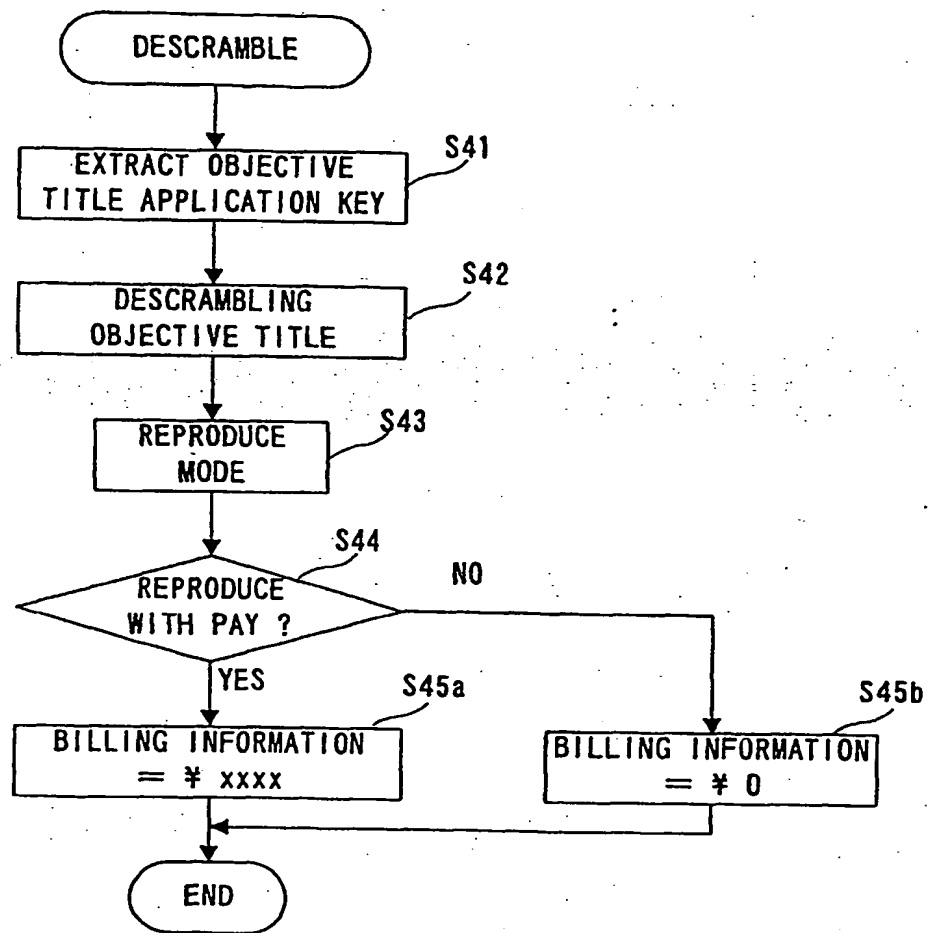 DESCRAMBLE
S41
EXTRACT OBJECTIVE
TITLE APPLICATION KEY
S42
DESCRAMBLING
OBJECTIVE TITLE
S43
REPRODUCE
MODE
S44
REPRODUCE
WITH PAY ?
NO
YES
S45a
BILLING INFORMATION
= ¥ xxxx
S45b
BILLING INFORMATION
= ¥ 0
END